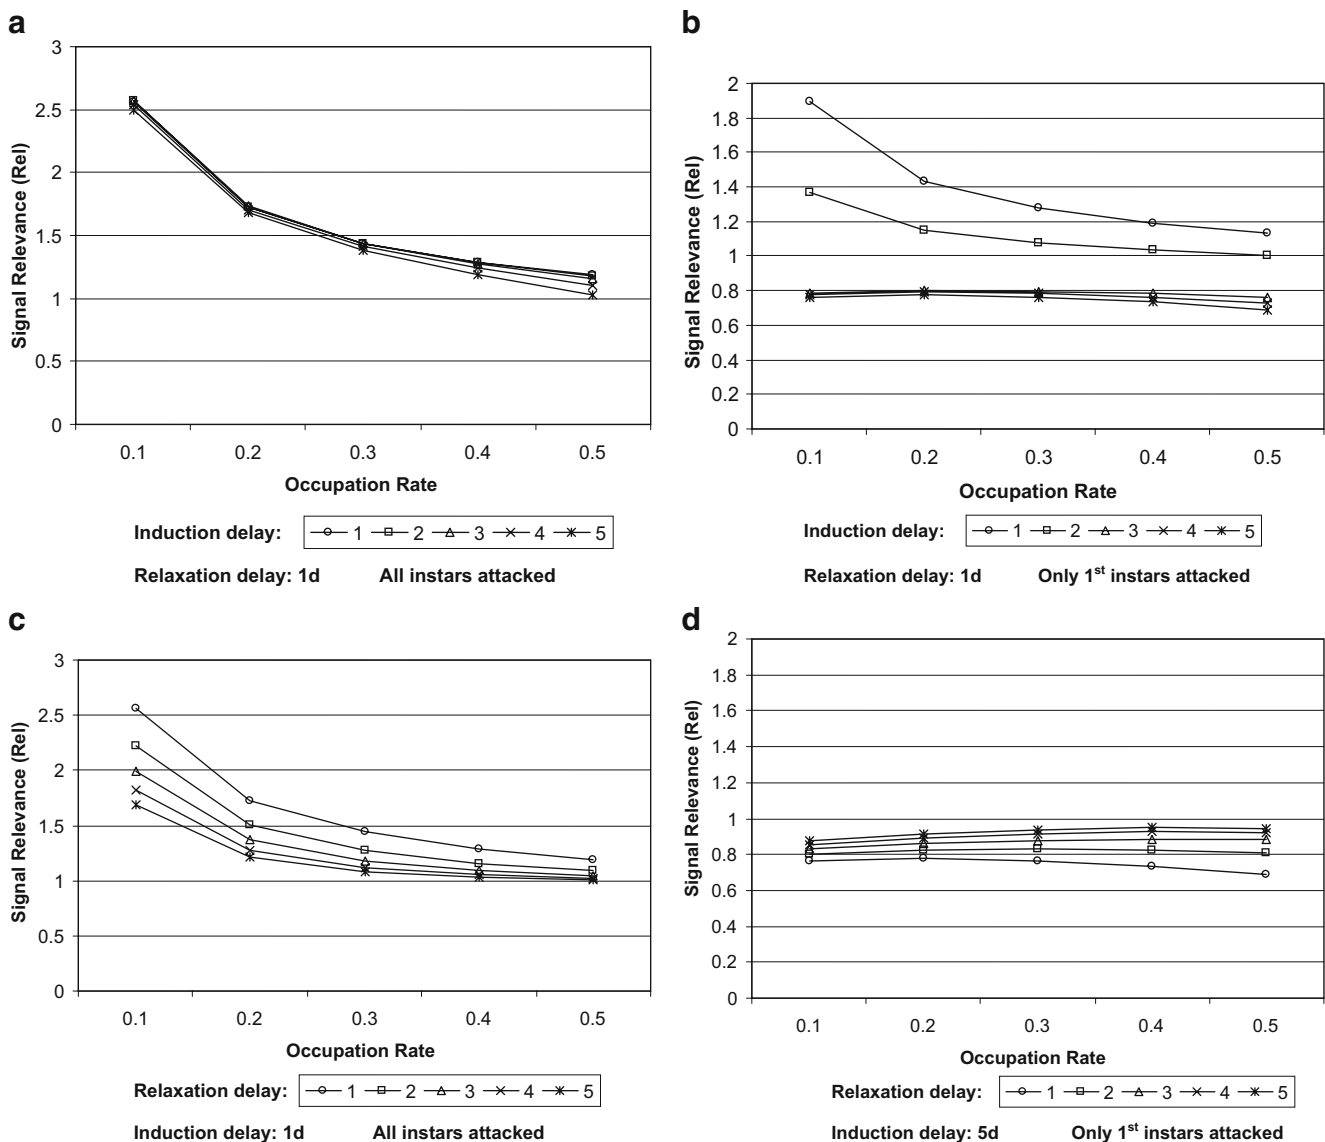 a
Signal Relevance (Rel)
3
2.5
2
1.5
1
0.5
0
0.1 0.2 0.3 0.4 0.5
Occupation Rate
Induction delay: 1 2 3 4 5
Relaxation delay: 1d All instars attacked
b
Signal Relevance (Rel)
2
1.8
1.6
1.4
1.2
1
0.8
0.6
0.4
0.2
0
0.1 0.2 0.3 0.4 0.5
Occupation Rate
Induction delay: 1 2 3 4 5
Relaxation delay: 1d Only 1st instars attacked
c
Signal Relevance (Rel)
3
2.5
2
1.5
1
0.5
0
0.1 0.2 0.3 0.4 0.5
Occupation Rate
Relaxation delay: 1 2 3 4 5
Induction delay: 1d All instars attacked
d
Signal Relevance (Rel)
2
1.8
1.6
1.4
1.2
1
0.8
0.6
0.4
0.2
0
0.1 0.2 0.3 0.4 0.5
Occupation Rate
Relaxation delay: 1 2 3 4 5
Induction delay: 5d Only 1st instars attacked